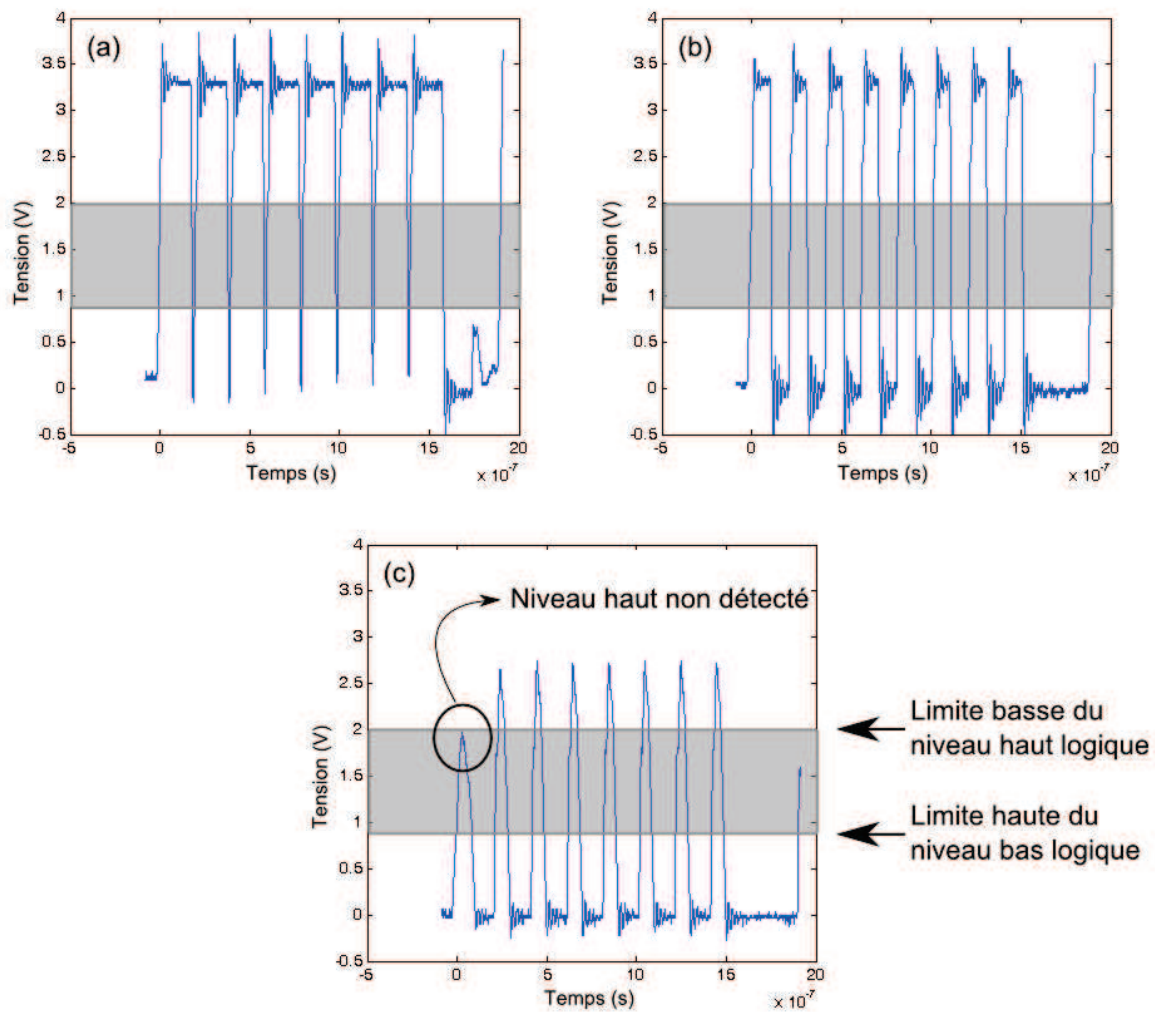 (a)
4
3.5
3
2.5
2
1.5
1
0.5
0
-0.5
Tension (V)
-5 0 5 10 15 20
Temps (s)
x 10-7
(b)
4
3.5
3
2.5
2
1.5
1
0.5
0
-0.5
Tension (V)
-5 0 5 10 15 20
Temps (s)
x 10-7
(c)
4
3.5
3
2.5
2
1.5
1
0.5
0
-0.5
Tension (V)
-5 0 5 10 15 20
Temps (s)
x 10-7
Niveau haut non détecté
Limite basse du
niveau haut logique
Limite haute du
niveau bas logique